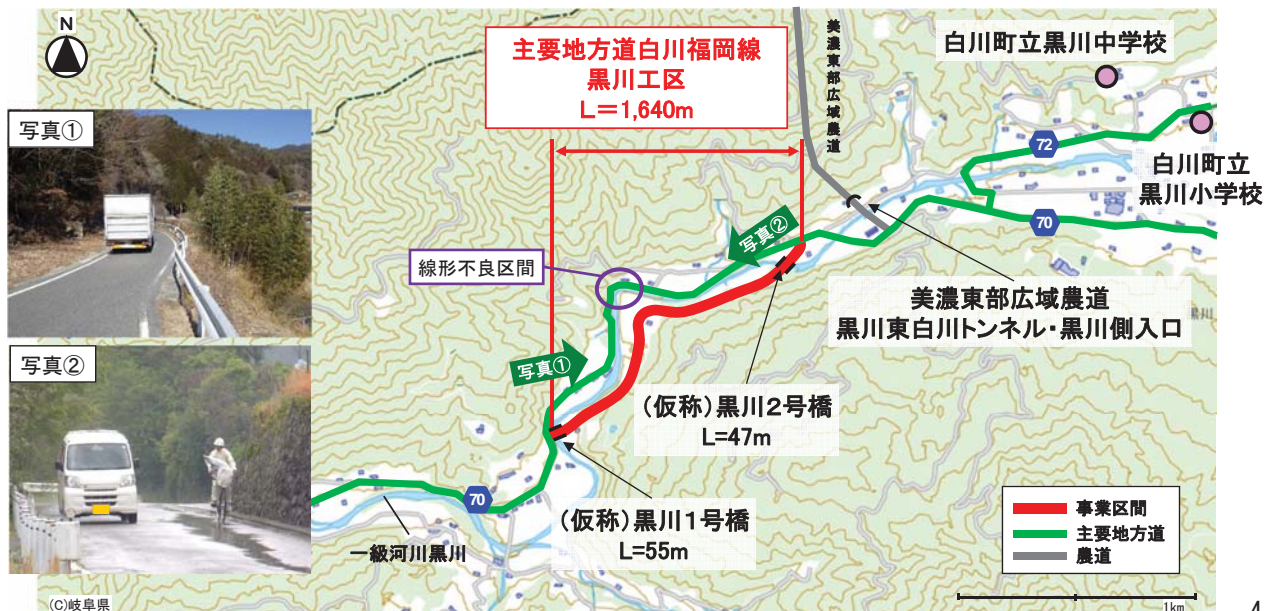 N
主要地方道白川福岡線
黒川工区
L=1,640m
美濃東部広域農道
白川町立黒川中学校
72
白川町立
黒川小学校
70
写真①
写真②
線形不良区間
写真②
写真①
美濃東部広域農道
黒川東白川トンネル・黒川側入口
(仮称)黒川2号橋
L=47m
(仮称)黒川1号橋
L=55m
70
一級河川黒川
事業区間
主要地方道
農道
1km
(C)岐阜県
4